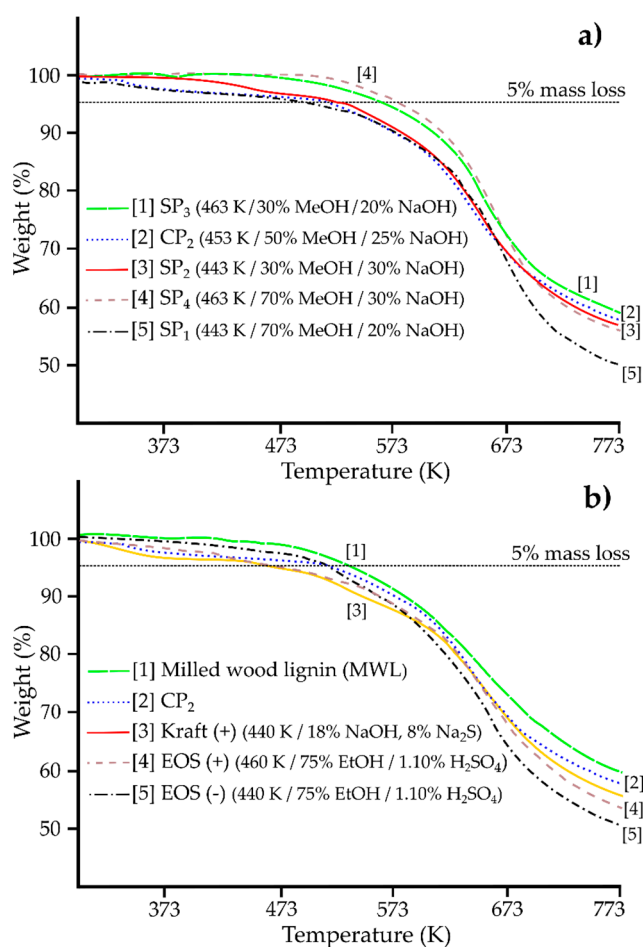 a)
[4]
100
5% mass loss
90
Weight (%)
80
[1] SP₃ (463 K / 30% MeOH / 20% NaOH)
[2] CP₂ (453 K / 50% MeOH / 25% NaOH)
70
[3] SP₂ (443 K / 30% MeOH / 30% NaOH)
[4] SP₄ (463 K / 70% MeOH / 30% NaOH)
[1]
60
[5] SP₁ (443 K / 70% MeOH / 20% NaOH)
[2]
[3]
50
[5]
373 473 573 673 773
Temperature (K)
b)
100
[1]
5% mass loss
90
[3]
Weight (%)
80
[1] Milled wood lignin (MWL)
70
[2] CP₂
[3] Kraft (+) (440 K / 18% NaOH, 8% Na₂S)
60
[4] EOS (+) (460 K / 75% EtOH / 1.10% H₂SO₄)
[2]
[4]
50
[5] EOS (-) (440 K / 75% EtOH / 1.10% H₂SO₄)
[5]
373 473 573 673 773
Temperature (K)